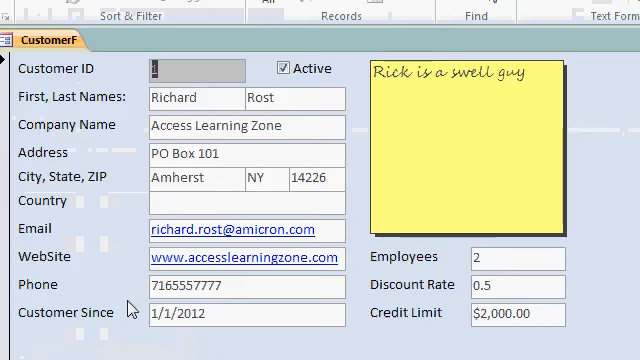 Sort & Filter Records Find Text Form
CustomerF
Customer ID 1 Active
First, Last Names: Richard Rost
Company Name Access Learning Zone
Address PO Box 101
City, State, ZIP Amherst NY 14226
Country
Email richard.rost@amicron.com
WebSite www.accesslearningzone.com
Phone 7165557777
Customer Since 1/1/2012
Rick is a swell guy
Employees 2
Discount Rate 0.5
Credit Limit $2,000.00